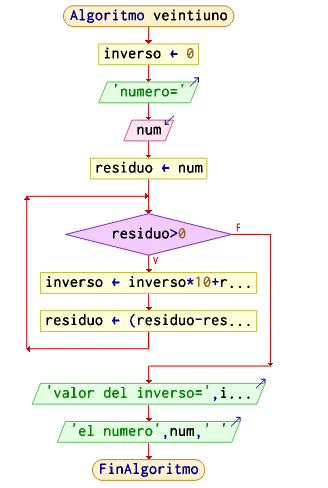 Algoritmo veintiuno
inverso ← 0
'numero='
num
residuo ← num
residuo>0
F
V
inverso ← inverso*10+r...
residuo ← (residuo-res...
'valor del inverso=',i...
'el numero',num,' '
FinAlgoritmo